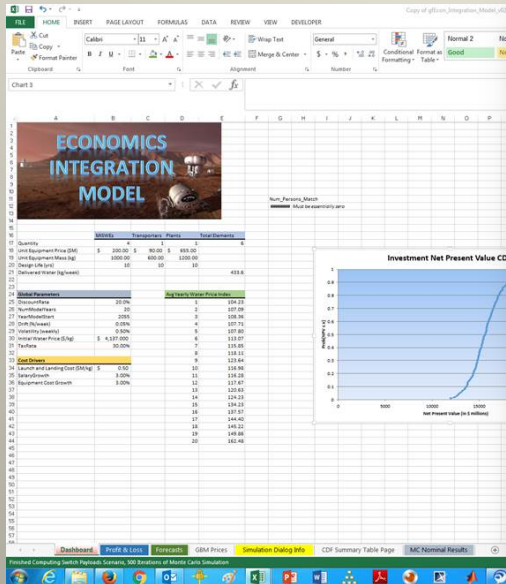 Copy of gEcon_Integration_Model_v6
FILE HOME INSERT PAGE LAYOUT FORMULAS DATA REVIEW VIEW DEVELOPER
Cut
Copy
Format Painter
Paste
Calibri 11
B I U
Wrap Text
Merge & Center
General
$ % ,
Conditional Formatting
Format as Table
Normal 2
Good
Clipboard Font Alignment Number
Chart 3
fx
A B C D E F G H I J K L M N O P
ECONOMICS
INTEGRATION
MODEL
Num_Persons_Match
Must be essentially zero
MISWEs Transporters Plants Total Elements
Quantity 4 1 1 6
Unit Equipment Price ($M) $ 200.00 $ 90.00 $ 655.00
Unit Equipment Mass (kg) 1000.00 600.00 1200.00
Design Life (yrs) 10 10 10
Delivered Water (kg/week) 433.6
Global Parameters Avg Yearly Water Price Index
DiscountRate 20.0% 1 104.23
NumModelYears 20 2 107.09
YearModelStart 2035 3 108.36
Drift (%/week) 0.05% 4 107.71
Volatility (weekly) 0.50% 5 107.80
Initial Water Price ($/kg) $ 4,137,000 6 113.07
TaxRate 30.00% 7 115.85
8 118.15
Cost Drivers 9 123.64
Launch and Landing Cost ($M/kg) $ 0.50 10 116.98
SalaryGrowth 3.00% 11 116.28
Equipment Cost Growth 3.00% 12 117.67
13 120.63
14 124.23
15 134.23
16 137.57
17 144.40
18 146.22
19 149.86
20 161.48
Investment Net Present Value CD
Prob(NPV ≤ x)
1
0.9
0.8
0.7
0.6
0.5
0.4
0.3
0.2
0.1
0
0 5000 10000 15000
Net Present Value (in $ millions)
Dashboard Profit & Loss Forecasts GBM Prices Simulation Dialog Info CDF Summary Table Page MC Nominal Results
Finished Computing Switch Payloads Scenario, 500 Iterations of Monte Carlo Simulation